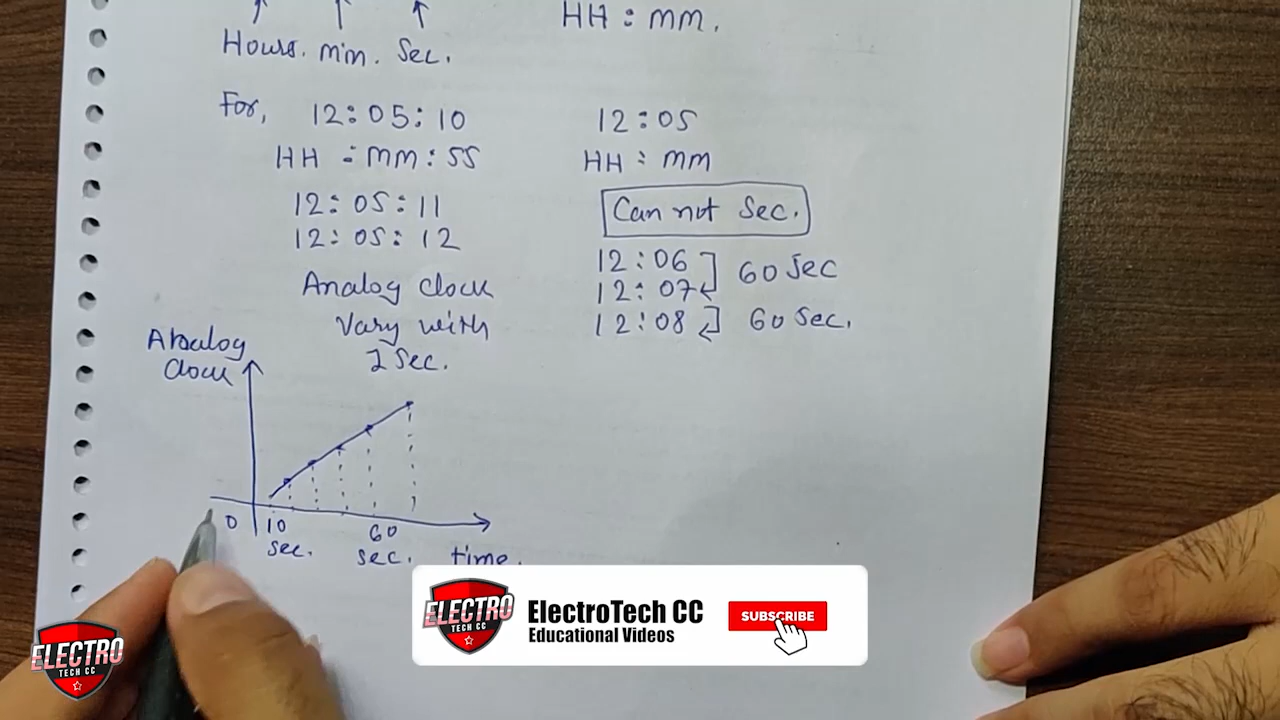 Hours. min. Sec.
HH : mm.
For, 12:05:10
HH : mm : SS
12:05:11
12:05:12
Analog clock
Vary with
1 Sec.
12:05
HH : mm
Can not Sec.
12:06
12:07
60 Sec
12:08
60 Sec.
Analog
Clock
0
10
sec.
60
sec.
time.
ELECTRO
TECH CC
ElectroTech CC
Educational Videos
SUBSCRIBE
ELECTRO
TECH CC